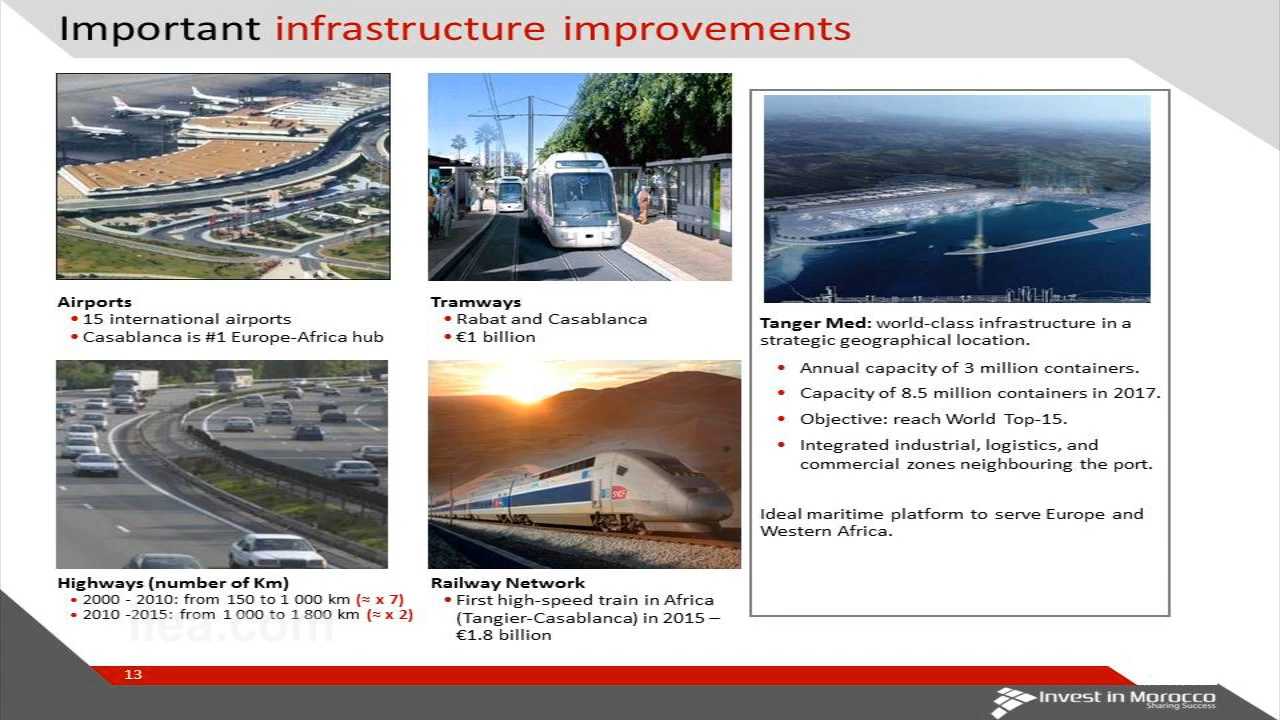 Important infrastructure improvements
Airports
• 15 international airports
• Casablanca is #1 Europe-Africa hub
Tramways
• Rabat and Casablanca
• €1 billion
Highways (number of Km)
• 2000 - 2010: from 150 to 1 000 km (≈ x 7)
• 2010 -2015: from 1 000 to 1 800 km (≈ x 2)
Railway Network
• First high-speed train in Africa
(Tangier-Casablanca) in 2015 –
€1.8 billion
SNCF
Tanger Med: world-class infrastructure in a
strategic geographical location.
• Annual capacity of 3 million containers.
• Capacity of 8.5 million containers in 2017.
• Objective: reach World Top-15.
• Integrated industrial, logistics, and
commercial zones neighbouring the port.
Ideal maritime platform to serve Europe and
Western Africa.
13
Invest in Morocco
Sharing Success